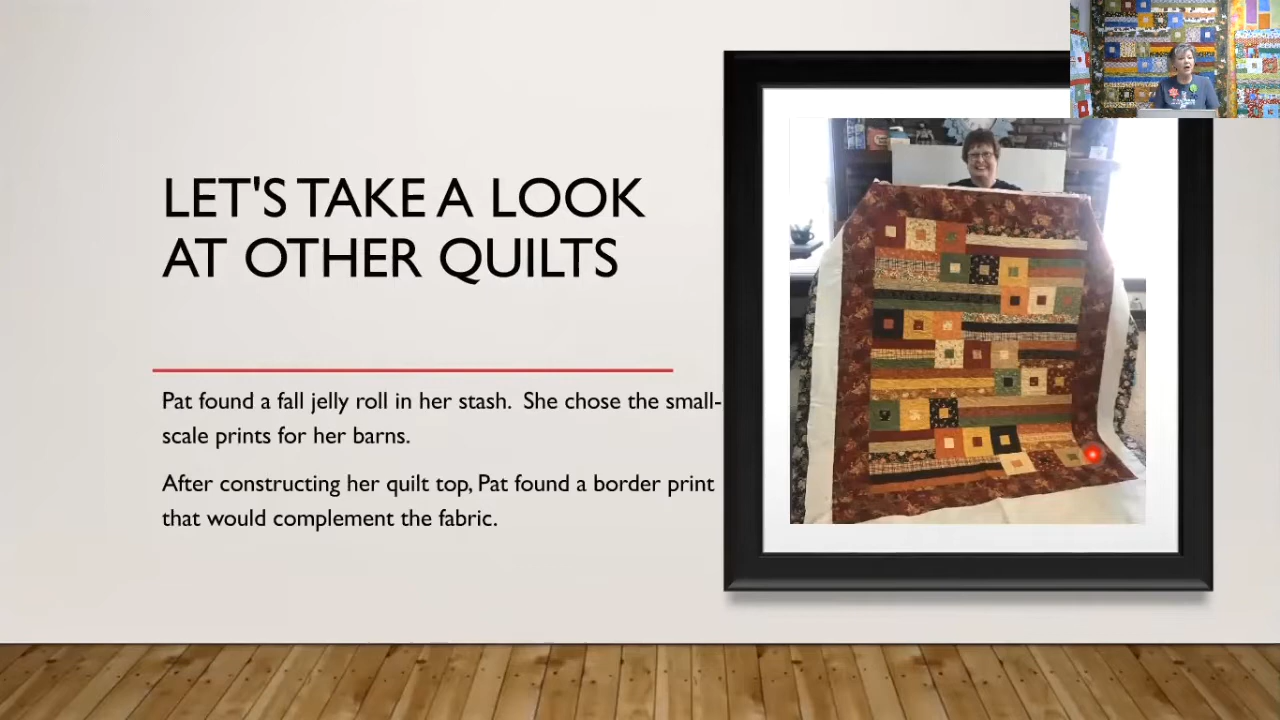 LET'S TAKE A LOOK
AT OTHER QUILTS
Pat found a fall jelly roll in her stash.  She chose the small-
scale prints for her barns.
After constructing her quilt top, Pat found a border print
that would complement the fabric.